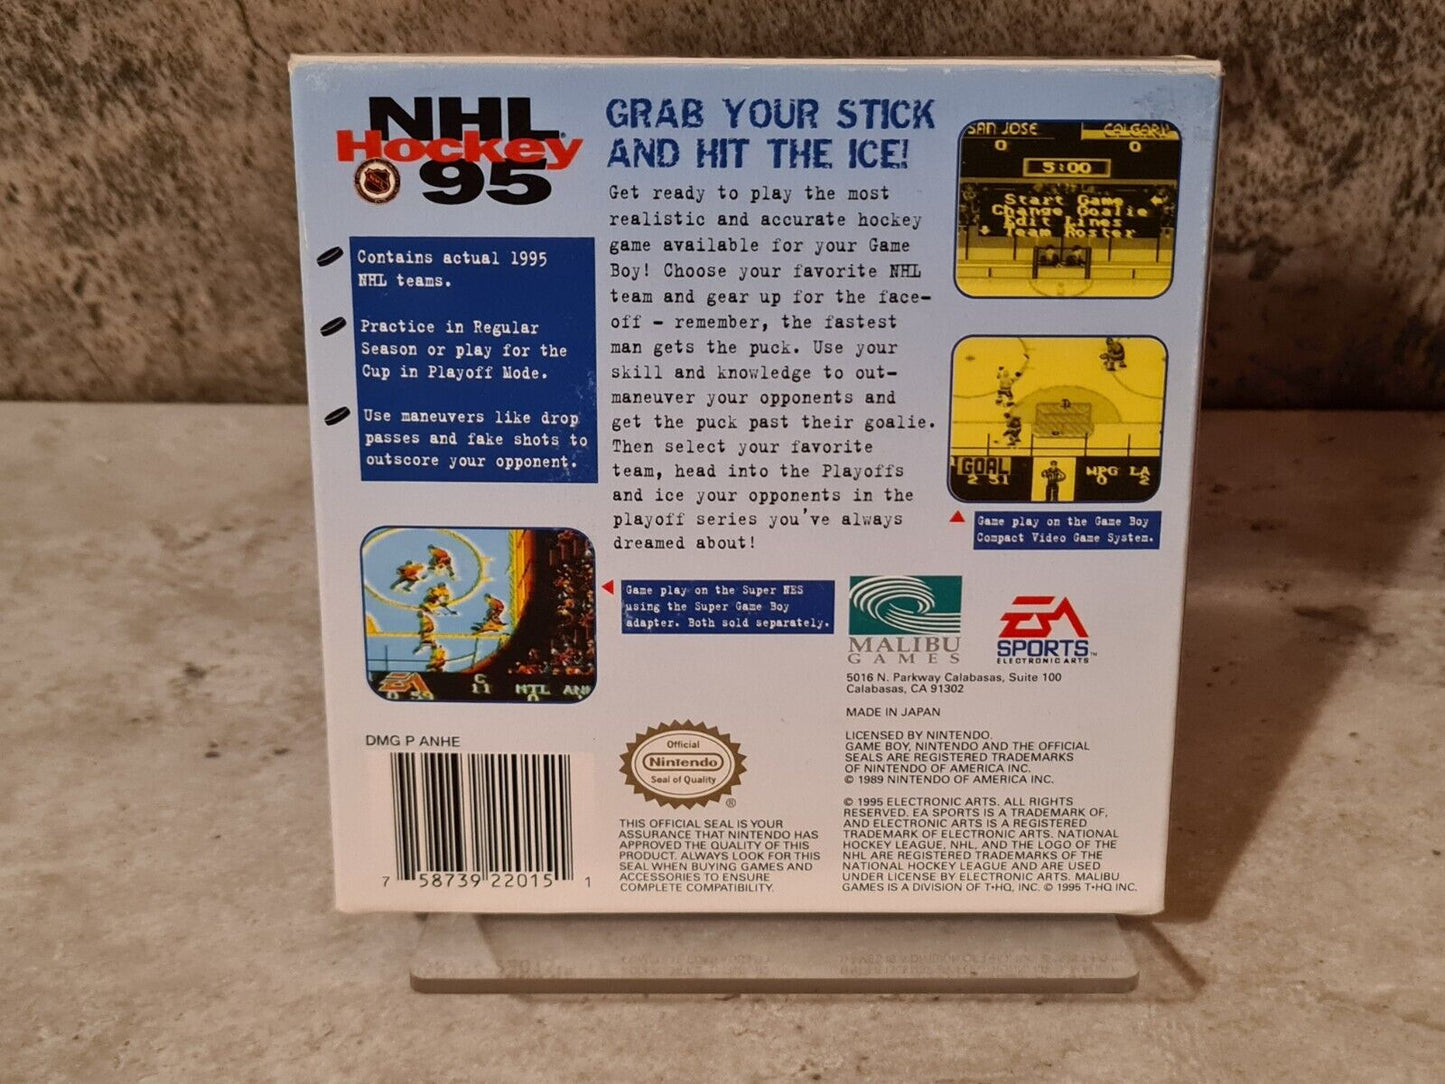 NHL
Hockey
95
GRAB YOUR STICK
AND HIT THE ICE!
Contains actual 1995
NHL teams.
Practice in Regular
Season or play for the
Cup in Playoff Mode.
Use maneuvers like drop
passes and fake shots to
outscore your opponent.
Get ready to play the most
realistic and accurate hockey
game available for your Game
Boy! Choose your favorite NHL
team and gear up for the face-
off - remember, the fastest
man gets the puck. Use your
skill and knowledge to out-
maneuver your opponents and
get the puck past their goalie.
Then select your favorite
team, head into the Playoffs
and ice your opponents in the
playoff series you've always
dreamed about!
SAN JOSE CALGARY
0 0
5:00
Start Game
Change Goalie
Edit Lines
Team Roster
GOAL WPG LA
2 51 0 2
Game play on the Game Boy
Compact Video Game System.
EA
0 59
C
11 MTL AN
0
Game play on the Super NES
using the Super Game Boy
adapter. Both sold separately.
MALIBU
GAMES
EA
SPORTS™
ELECTRONIC ARTS
5016 N. Parkway Calabasas, Suite 100
Calabasas, CA 91302
MADE IN JAPAN
LICENSED BY NINTENDO.
GAME BOY, NINTENDO AND THE OFFICIAL
SEALS ARE REGISTERED TRADEMARKS
OF NINTENDO OF AMERICA INC.
© 1989 NINTENDO OF AMERICA INC.
© 1995 ELECTRONIC ARTS. ALL RIGHTS
RESERVED. EA SPORTS IS A TRADEMARK OF,
AND ELECTRONIC ARTS IS A REGISTERED
TRADEMARK OF ELECTRONIC ARTS. NATIONAL
HOCKEY LEAGUE, NHL, AND THE LOGO OF THE
NHL ARE REGISTERED TRADEMARKS OF THE
NATIONAL HOCKEY LEAGUE AND ARE USED
UNDER LICENSE BY ELECTRONIC ARTS. MALIBU
GAMES IS A DIVISION OF T•HQ, INC. © 1995 T•HQ INC.
DMG P ANHE
7 58739 22015 1
Official
Nintendo
Seal of Quality
®
THIS OFFICIAL SEAL IS YOUR
ASSURANCE THAT NINTENDO HAS
APPROVED THE QUALITY OF THIS
PRODUCT. ALWAYS LOOK FOR THIS
SEAL WHEN BUYING GAMES AND
ACCESSORIES TO ENSURE
COMPLETE COMPATIBILITY.